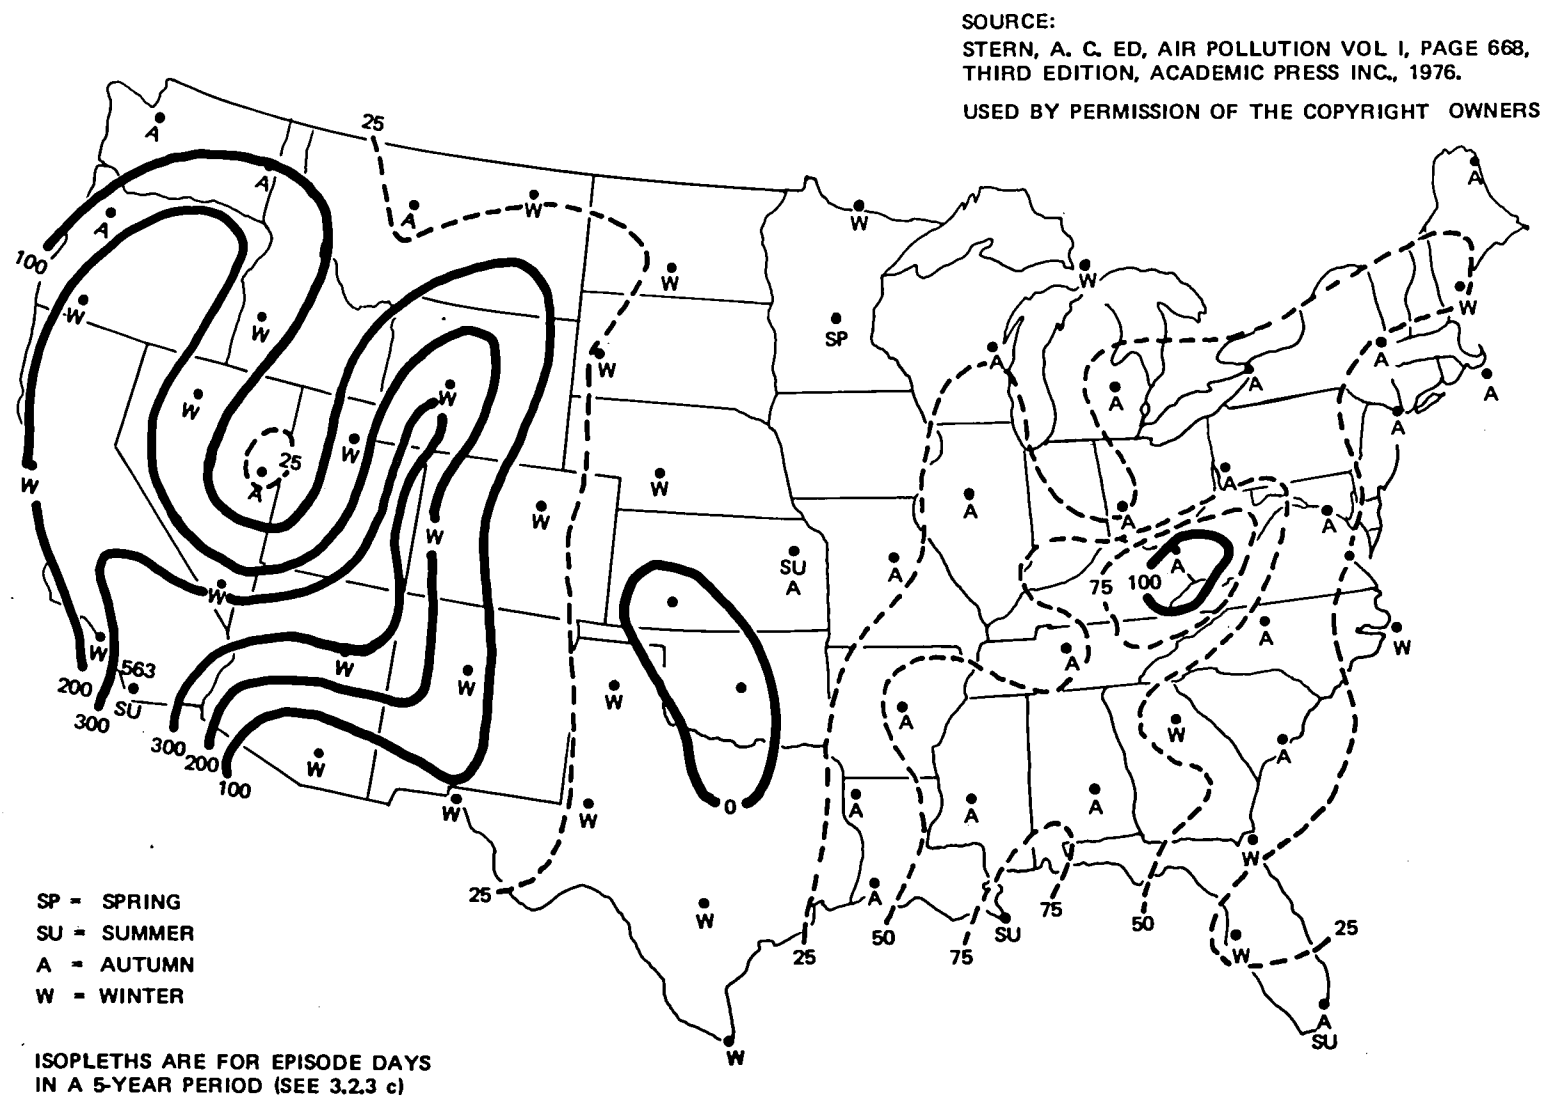 SOURCE:
STERN, A. C. ED, AIR POLLUTION VOL I, PAGE 668,
THIRD EDITION, ACADEMIC PRESS INC., 1976.
USED BY PERMISSION OF THE COPYRIGHT OWNERS
25
A
A
A
W
W
A
A
100
W
W
W
A
W
SP
W
W
W
A
A
A
A
W
W
25
A
W
W
W
A
A
A
A
W
W
SU
A
A
75
100
A
W
W
563
200
SU
300
W
W
W
A
A
W
300
200
100
W
W
W
0
A
W
A
A
A
A
W
25
W
A
25
50
75
SU
75
50
W
25
A
SU
W
SP = SPRING
SU = SUMMER
A = AUTUMN
W = WINTER
ISOPLETHS ARE FOR EPISODE DAYS
IN A 5-YEAR PERIOD (SEE 3.2.3 c)